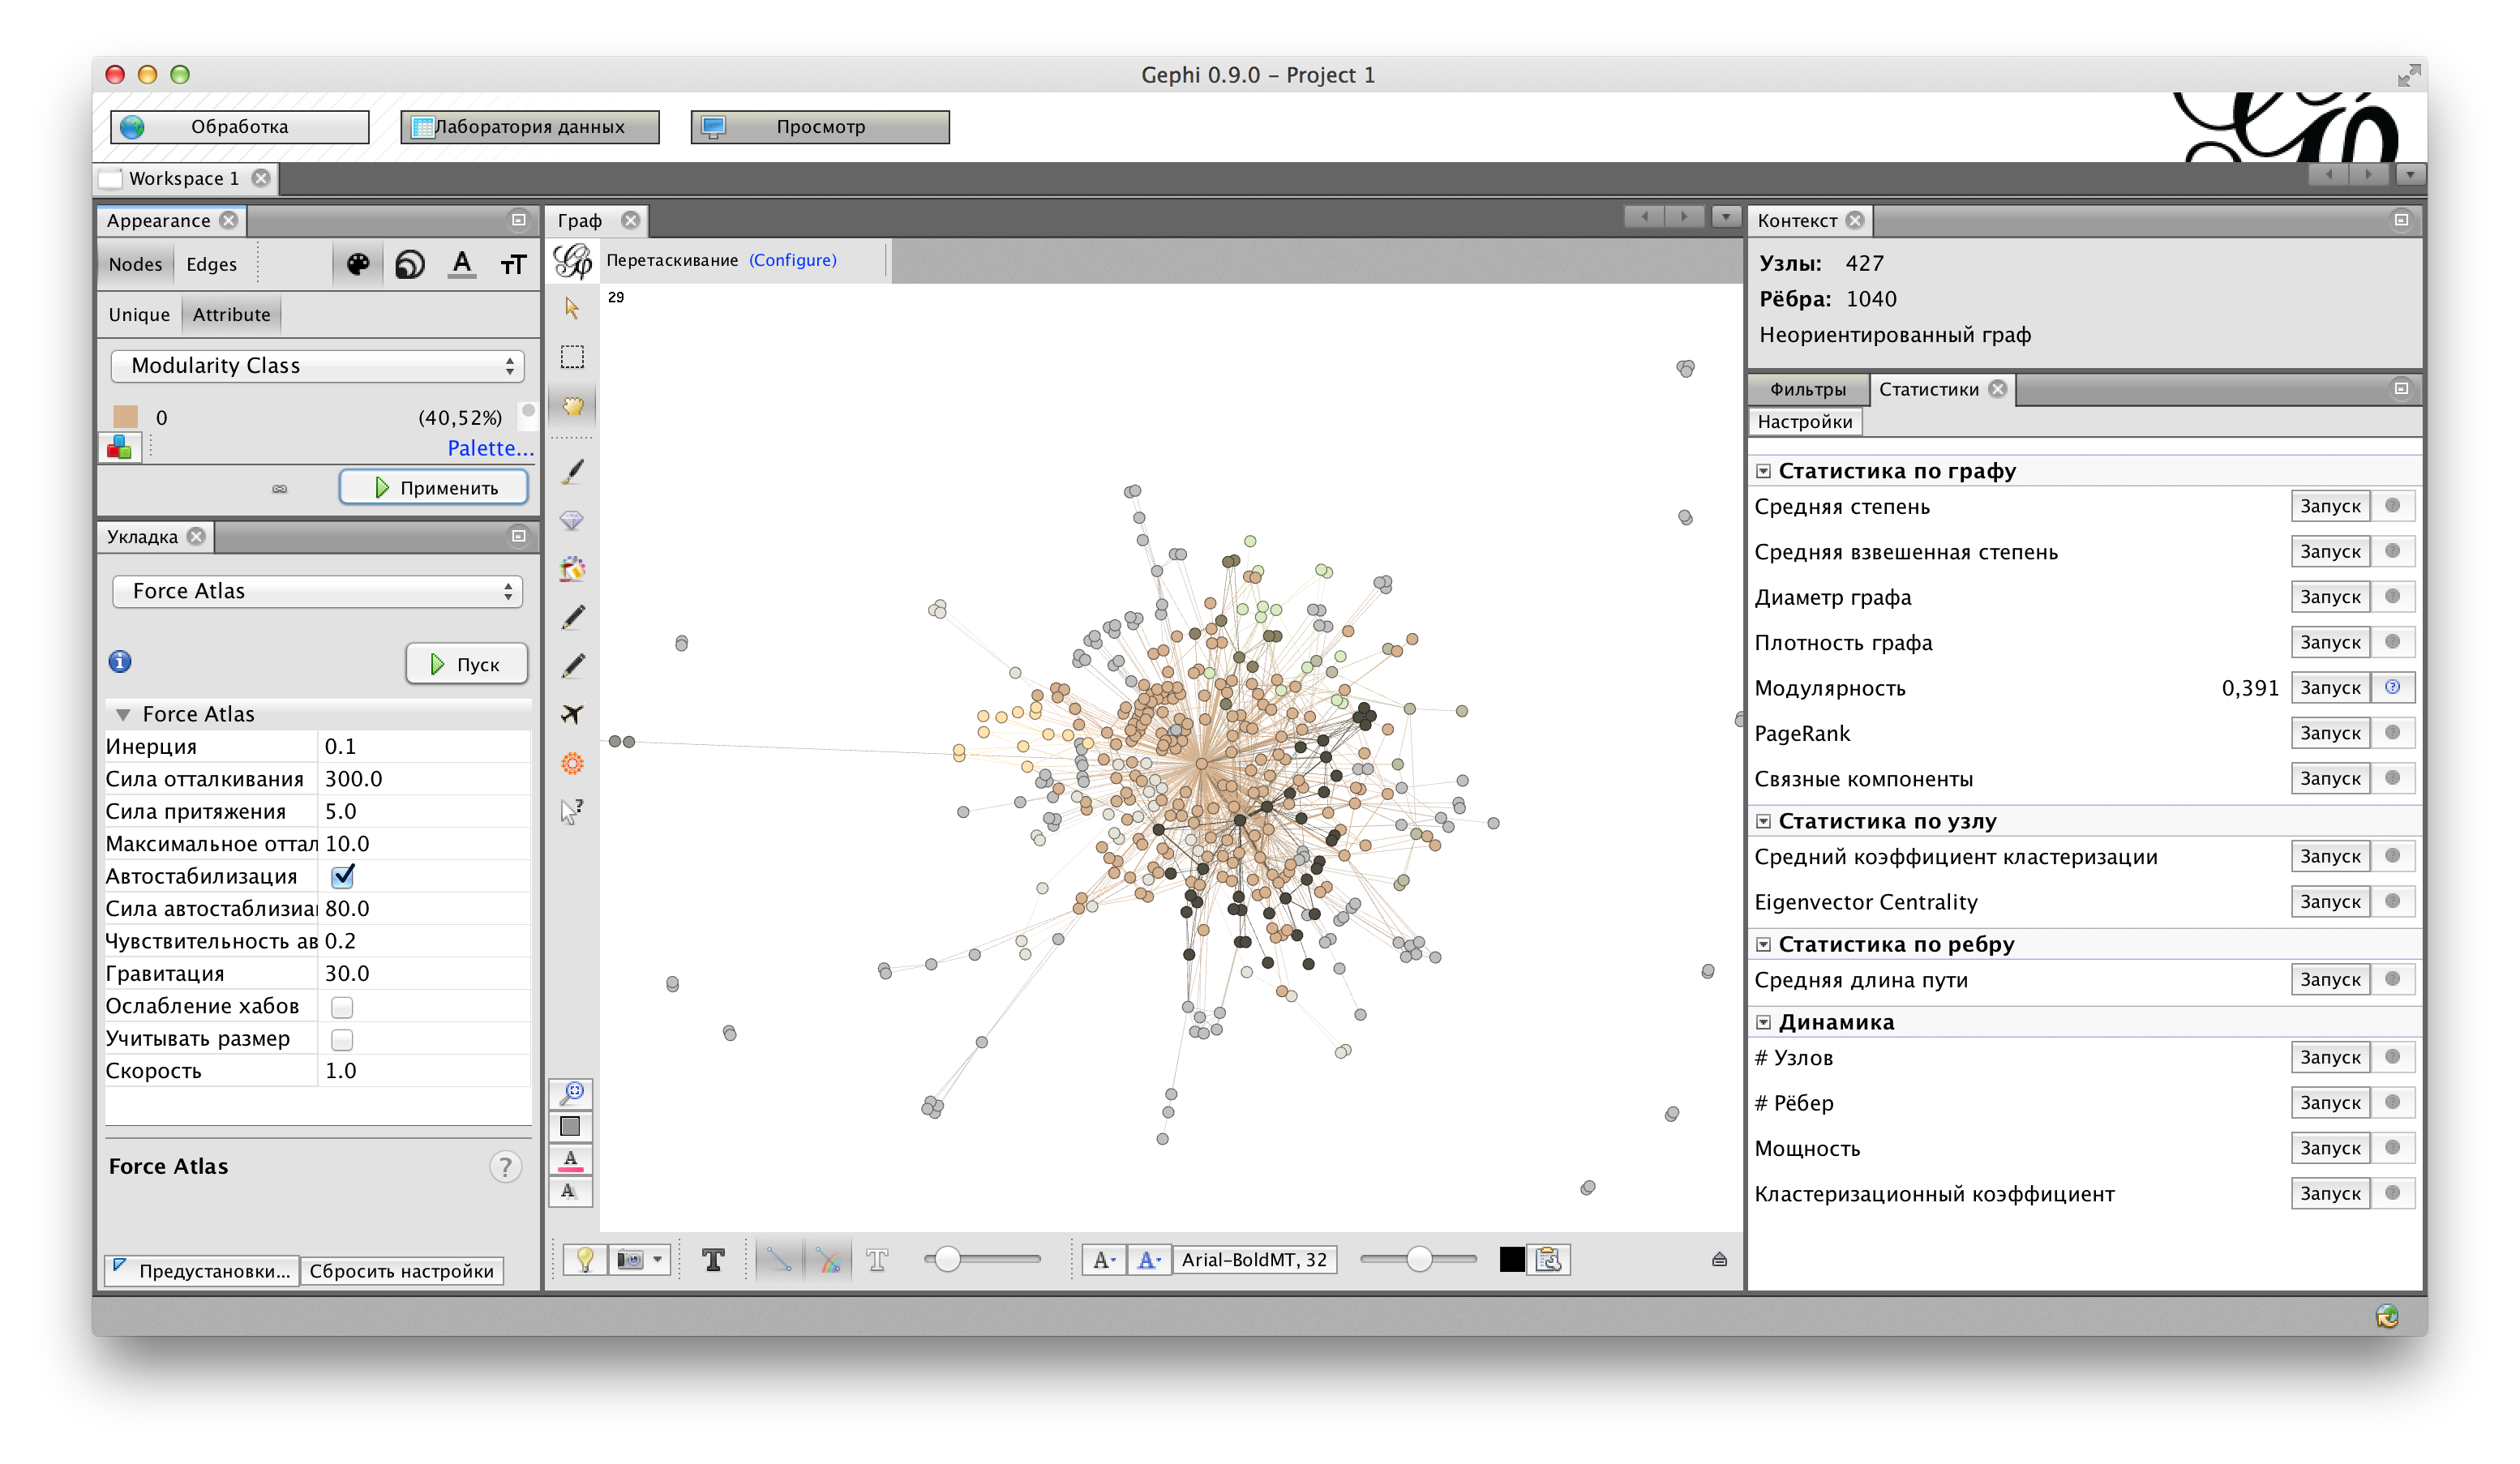 Gephi 0.9.0 – Project 1
Обработка
Лаборатория данных
Просмотр
Workspace 1
Appearance
Nodes Edges
Unique Attribute
Modularity Class
0 (40,52%)
Palette...
Применить
Укладка
Force Atlas
Пуск
Force Atlas
Инерция 0.1
Сила отталкивания 300.0
Сила притяжения 5.0
Максимальное оттал 10.0
Автостабилизация
Сила автостаблизиа 80.0
Чувствительность ав 0.2
Гравитация 30.0
Ослабление хабов
Учитывать размер
Скорость 1.0
Force Atlas
Предустановки... Сбросить настройки
Граф
Перетаскивание (Configure)
29
Arial-BoldMT, 32
Контекст
Узлы: 427
Рёбра: 1040
Неориентированный граф
Фильтры Статистики
Настройки
Статистика по графу
Средняя степень Запуск
Средняя взвешенная степень Запуск
Диаметр графа Запуск
Плотность графа Запуск
Модулярность 0,391 Запуск
PageRank Запуск
Связные компоненты Запуск
Статистика по узлу
Средний коэффициент кластеризации Запуск
Eigenvector Centrality Запуск
Статистика по ребру
Средняя длина пути Запуск
Динамика
# Узлов Запуск
# Рёбер Запуск
Мощность Запуск
Кластеризационный коэффициент Запуск